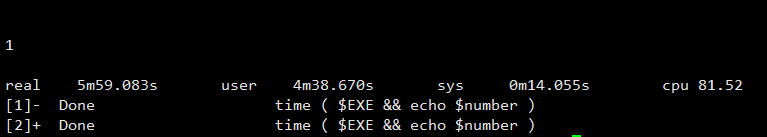 1
real 5m59.083s user 4m38.670s sys 0m14.055s cpu 81.52
[1]- Done time ( $EXE && echo $number )
[2]+ Done time ( $EXE && echo $number )